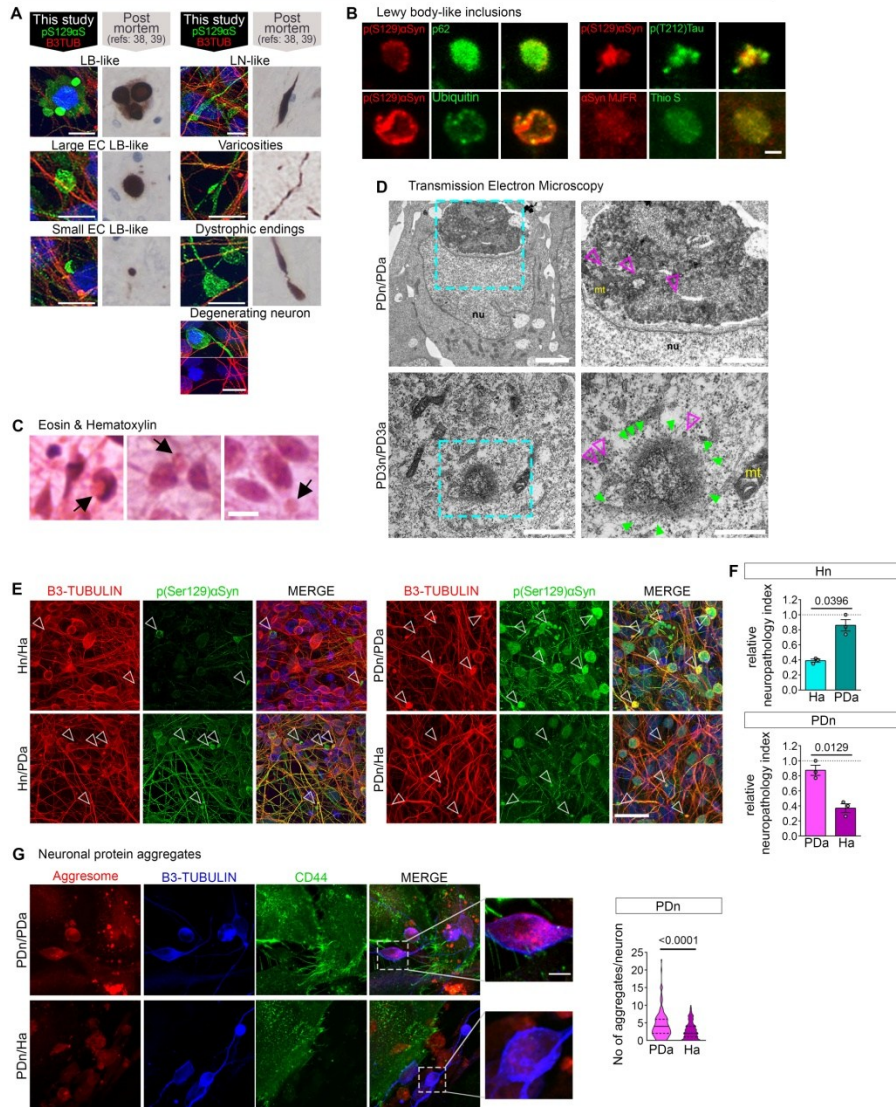 A
This study
pS129αS
B3TUB
Post mortem
(refs: 38, 39)
This study
pS129αS
B3TUB
Post mortem
(refs: 38, 39)
LB-like
LN-like
Large EC LB-like
Varicosities
Small EC LB-like
Dystrophic endings
Degenerating neuron
B Lewy body-like inclusions
p(S129)αSyn
p62
p(S129)αSyn
p(T212)Tau
p(S129)αSyn
Ubiquitin
αSyn MJFR
Thio S
C Eosin & Hematoxylin
D Transmission Electron Microscopy
PDn/PDa
nu
mt
nu
PD3n/PD3a
mt
E
B3-TUBULIN
p(Ser129)αSyn
MERGE
B3-TUBULIN
p(Ser129)αSyn
MERGE
Hn/Ha
PDn/PDa
Hn/PDa
PDn/Ha
F
Hn
relative
neuropathology index
0.0396
1.2
1.0
0.8
0.6
0.4
0.2
0.0
Ha PDa
PDn
relative
neuropathology index
0.0129
1.2
1.0
0.8
0.6
0.4
0.2
0.0
PDa Ha
G Neuronal protein aggregates
Aggresome
B3-TUBULIN
CD44
MERGE
PDn/PDa
PDn/Ha
PDn
No of aggregates/neuron
<0.0001
25
20
15
10
5
0
PDa Ha